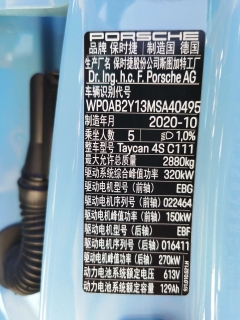 PORSCHE
品牌 保时捷 制造国 德国
生产厂名 保时捷股份公司斯图加特工厂
Dr. Ing. h.c. F. Porsche AG.
车辆识别代号
WP0AB2Y13MSA40495
制造年月 2020-10
乘坐人数 5 g 1,0%
整车型号 Taycan 4S C111
最大允许总质量 2880kg
驱动系统综合峰值功率 320kW
驱动电机型号(前轴) EBG
驱动电机序列号(前轴) 022464
驱动电机峰值功率(前轴) 150kW
驱动电机型号(后轴) EBF
驱动电机序列号(后轴) 016411
驱动电机峰值功率(后轴) 270kW
动力电池系统额定电压 613V
动力电池系统额定容量 129Ah